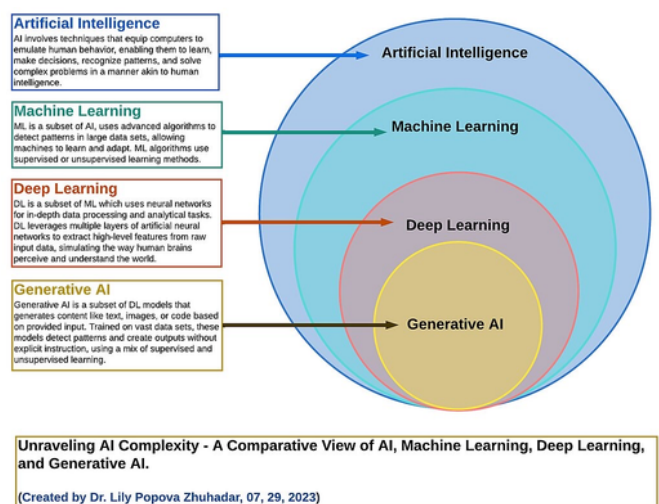 Artificial Intelligence
AI involves techniques that equip computers to
emulate human behavior, enabling them to learn,
make decisions, recognize patterns, and solve
complex problems in a manner akin to human
intelligence.
Machine Learning
ML is a subset of AI, uses advanced algorithms to
detect patterns in large data sets, allowing
machines to learn and adapt. ML algorithms use
supervised or unsupervised learning methods.
Deep Learning
DL is a subset of ML which uses neural networks
for in-depth data processing and analytical tasks.
DL leverages multiple layers of artificial neural
networks to extract high-level features from raw
input data, simulating the way human brains
perceive and understand the world.
Generative AI
Generative AI is a subset of DL models that
generates content like text, images, or code based
on provided input. Trained on vast data sets, these
models detect patterns and create outputs without
explicit instruction, using a mix of supervised and
unsupervised learning.
Artificial Intelligence
Machine Learning
Deep Learning
Generative AI
Unraveling AI Complexity - A Comparative View of AI, Machine Learning, Deep Learning,
and Generative AI.
(Created by Dr. Lily Popova Zhuhadar, 07, 29, 2023)